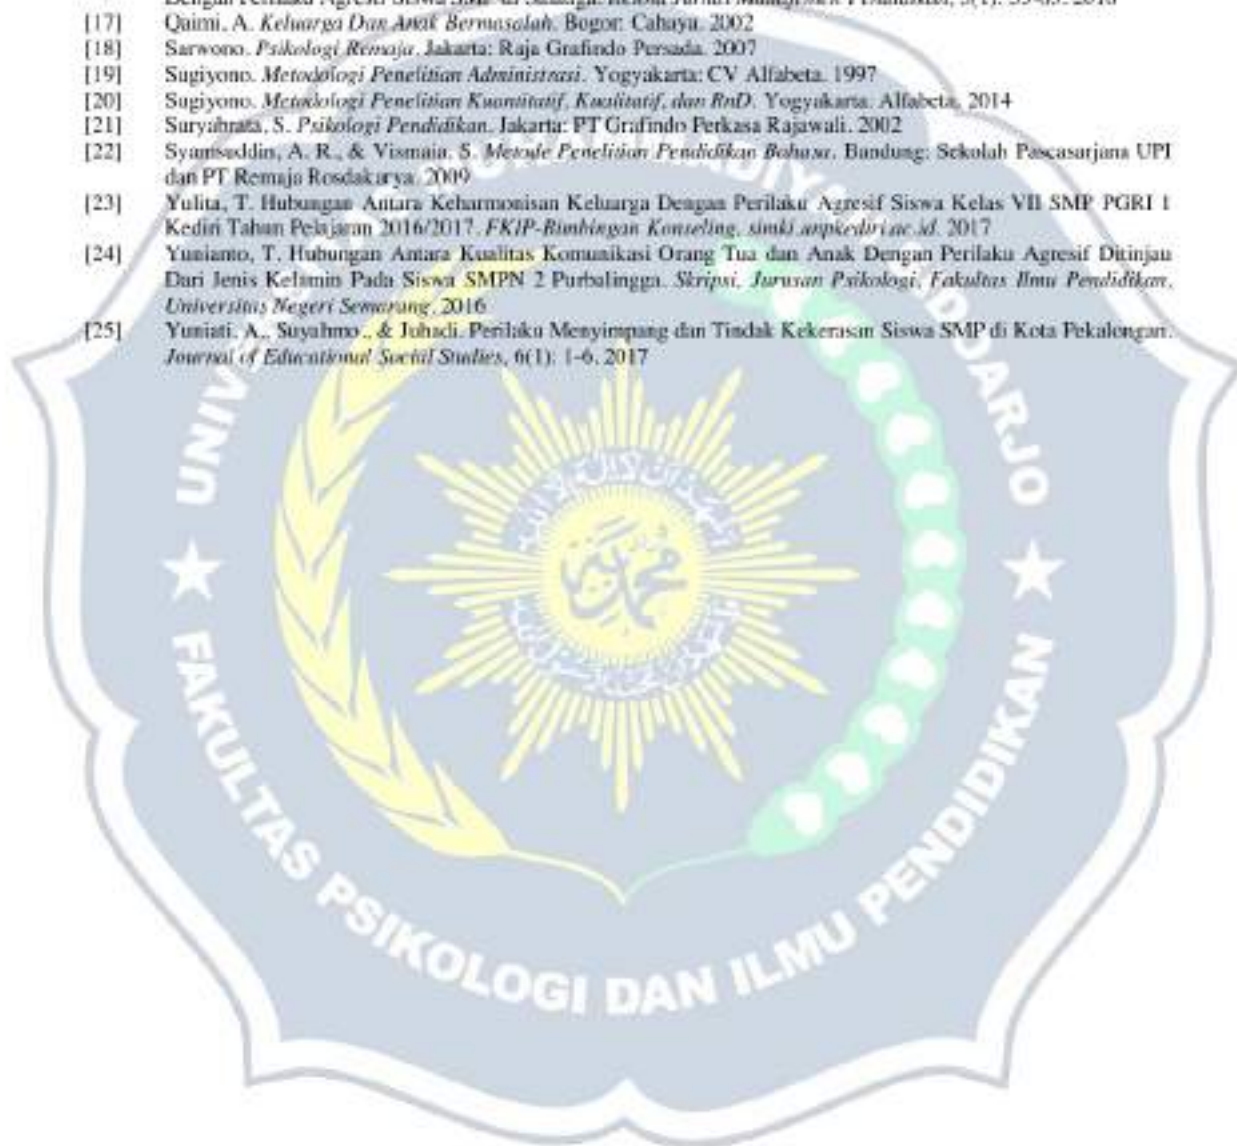 Dengan Perilaku Agresi Siswa SMP di Salatiga.
[17] Qaimi, A. Keluarga Dan Anak Bermasalah. Bogor: Cahaya. 2002
[18] Sarwono. Psikologi Remaja. Jakarta: Raja Grafindo Persada. 2007
[19] Sugiyono. Metodologi Penelitian Administrasi. Yogyakarta: CV Alfabeta. 1997
[20] Sugiyono. Metodologi Penelitian Kuantitatif, Kualitatif, dan RnD. Yogyakarta. Alfabeta. 2014
[21] Suryabrata, S. Psikologi Pendidikan. Jakarta: PT Grafindo Perkasa Rajawali. 2002
[22] Syamsuddin, A. R., & Vismaia, S. Metode Penelitian Pendidikan Bahasa. Bandung: Sekolah Pascasarjana UPI
dan PT Remaja Rosdakarya. 2009
[23] Yulita, T. Hubungan Antara Keharmonisan Keluarga Dengan Perilaku Agresif Siswa Kelas VII SMP PGRI 1
Kediri Tahun Pelajaran 2016/2017. FKIP-Bimbingan Konseling, simki.unpkediri.ac.id. 2017
[24] Yunianto, T. Hubungan Antara Kualitas Komunikasi Orang Tua dan Anak Dengan Perilaku Agresif Ditinjau
Dari Jenis Kelamin Pada Siswa SMPN 2 Purbalingga. Skripsi, Jurusan Psikologi, Fakultas Ilmu Pendidikan,
Universitas Negeri Semarang. 2016
[25] Yuniati, A., Suyahmo., & Juhadi. Perilaku Menyimpang dan Tindak Kekerasan Siswa SMP di Kota Pekalongan.
Journal of Educational Social Studies, 6(1): 1-6. 2017
FAKULTAS PSIKOLOGI DAN ILMU PENDIDIKAN
محمد